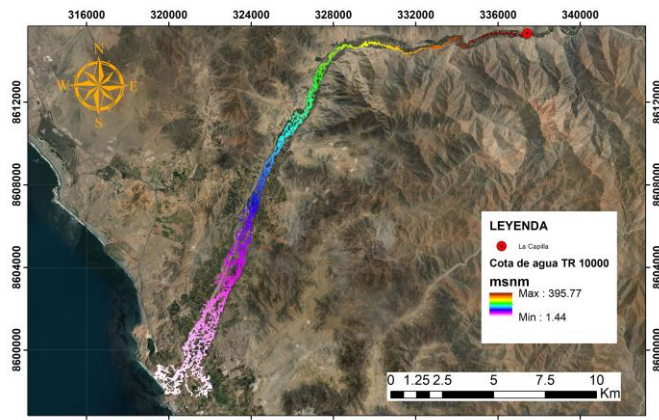 316000 320000 324000 328000 332000 336000 340000
N
W E
S
8612000
8608000
8604000
8600000
8612000
8608000
8604000
8600000
LEYENDA
La Capilla
Cota de agua TR 10000
msnm
Max : 395.77
Min : 1.44
0 1.25 2.5 5 7.5 10
Km